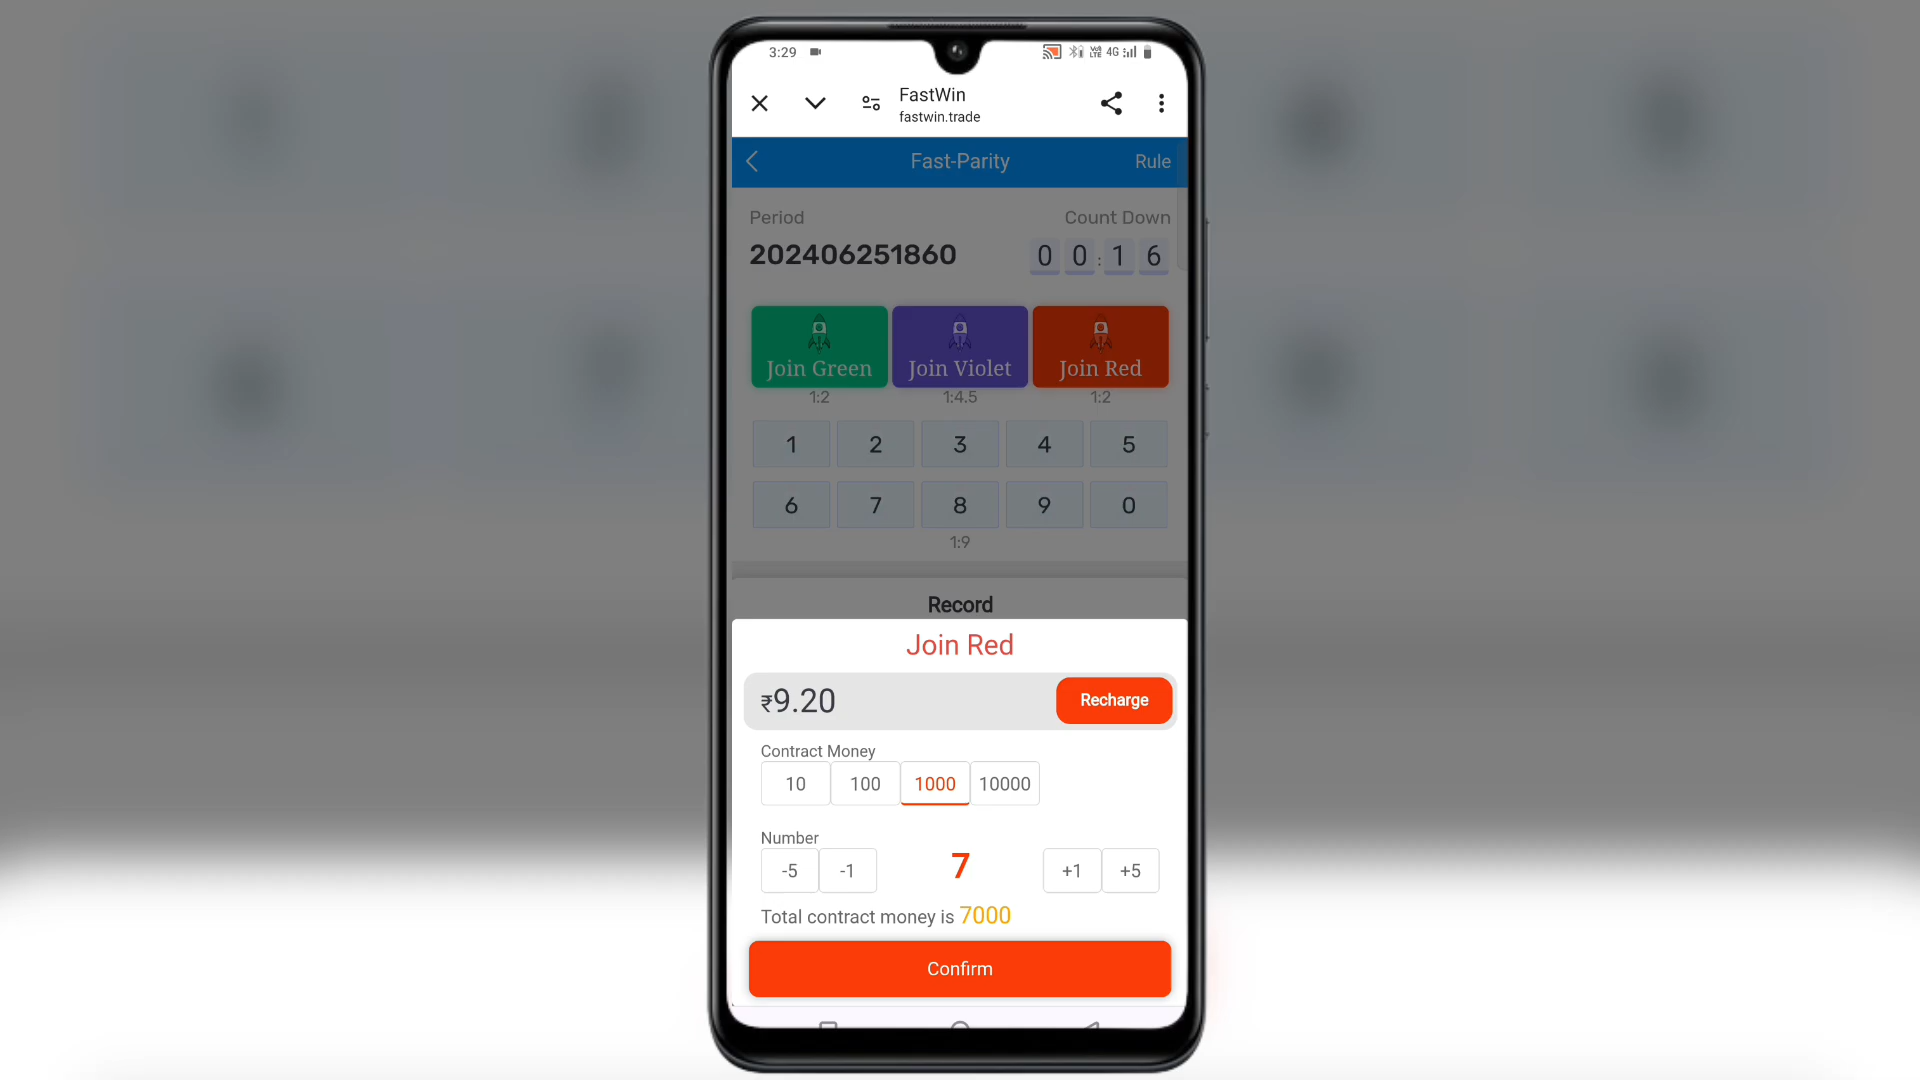 3:29
Vo)) LTE 4G
FastWin
fastwin.trade
Fast-Parity Rule
Period Count Down
202406251860 0 0 : 1 6
Join Green Join Violet Join Red
1:2 1:4.5 1:2
1 2 3 4 5
6 7 8 9 0
1:9
Record
Join Red
₹9.20 Recharge
Contract Money
10 100 1000 10000
Number
-5 -1 7 +1 +5
Total contract money is 7000
Confirm